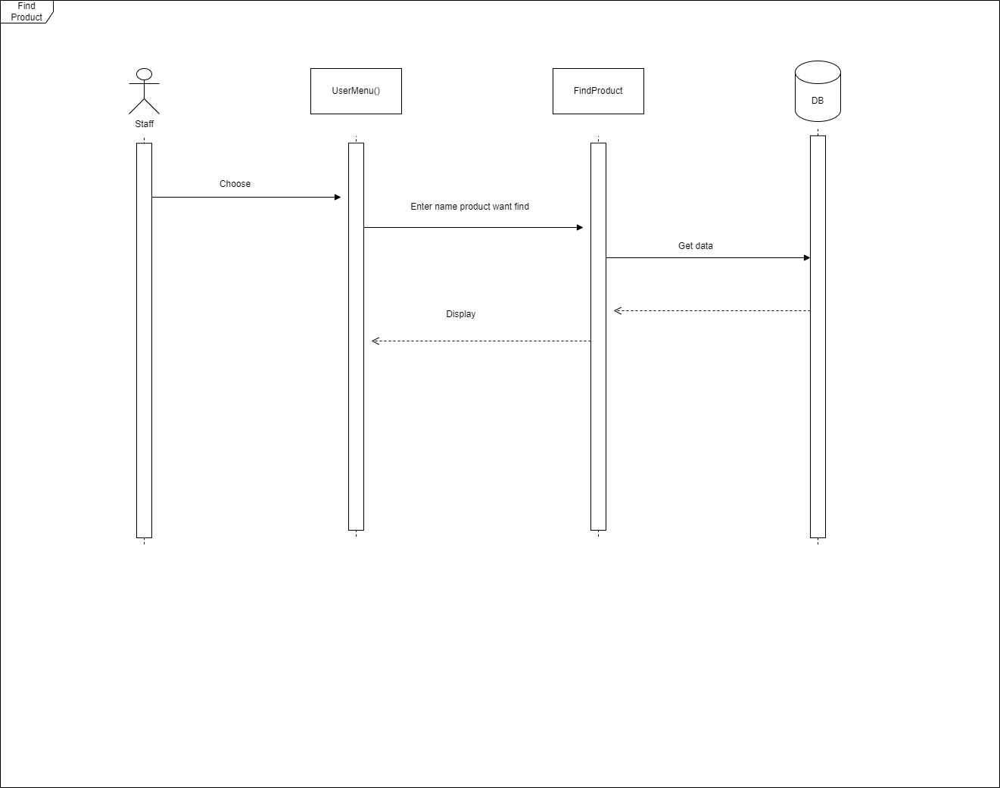 Find
Product
UserMenu()
FindProduct
DB
Staff
Choose
Enter name product want find
Get data
Display